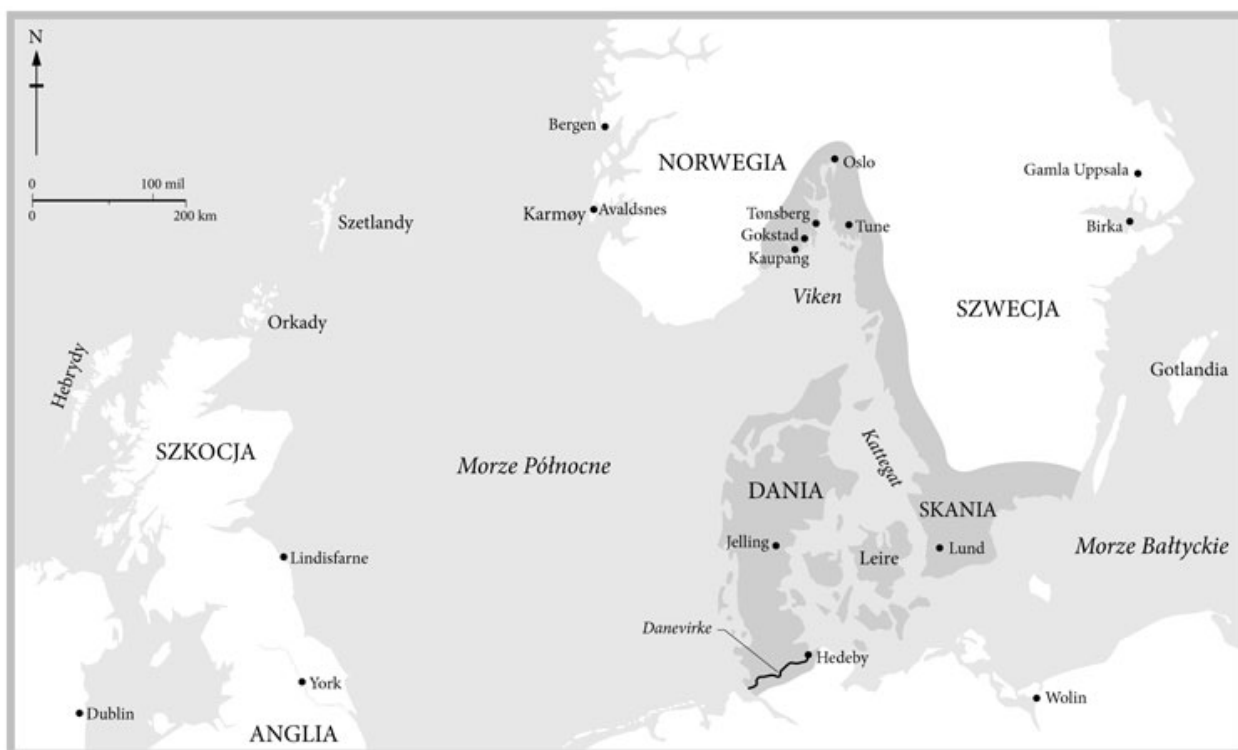 N
0 100 mil
0 200 km
Bergen
NORWEGIA
Oslo
Gamla Uppsala
Szetlandy
Karmøy
Avaldsnes
Tønsberg
Gokstad
Kaupang
Tune
Birka
Viken
SZWECJA
Orkady
Hebrydy
Gotlandia
SZKOCJA
Morze Północne
Kattegat
DANIA
SKANIA
Jelling
Leire
Lund
Morze Bałtyckie
Lindisfarne
Danevirke
Hedeby
York
Wolin
Dublin
ANGLIA